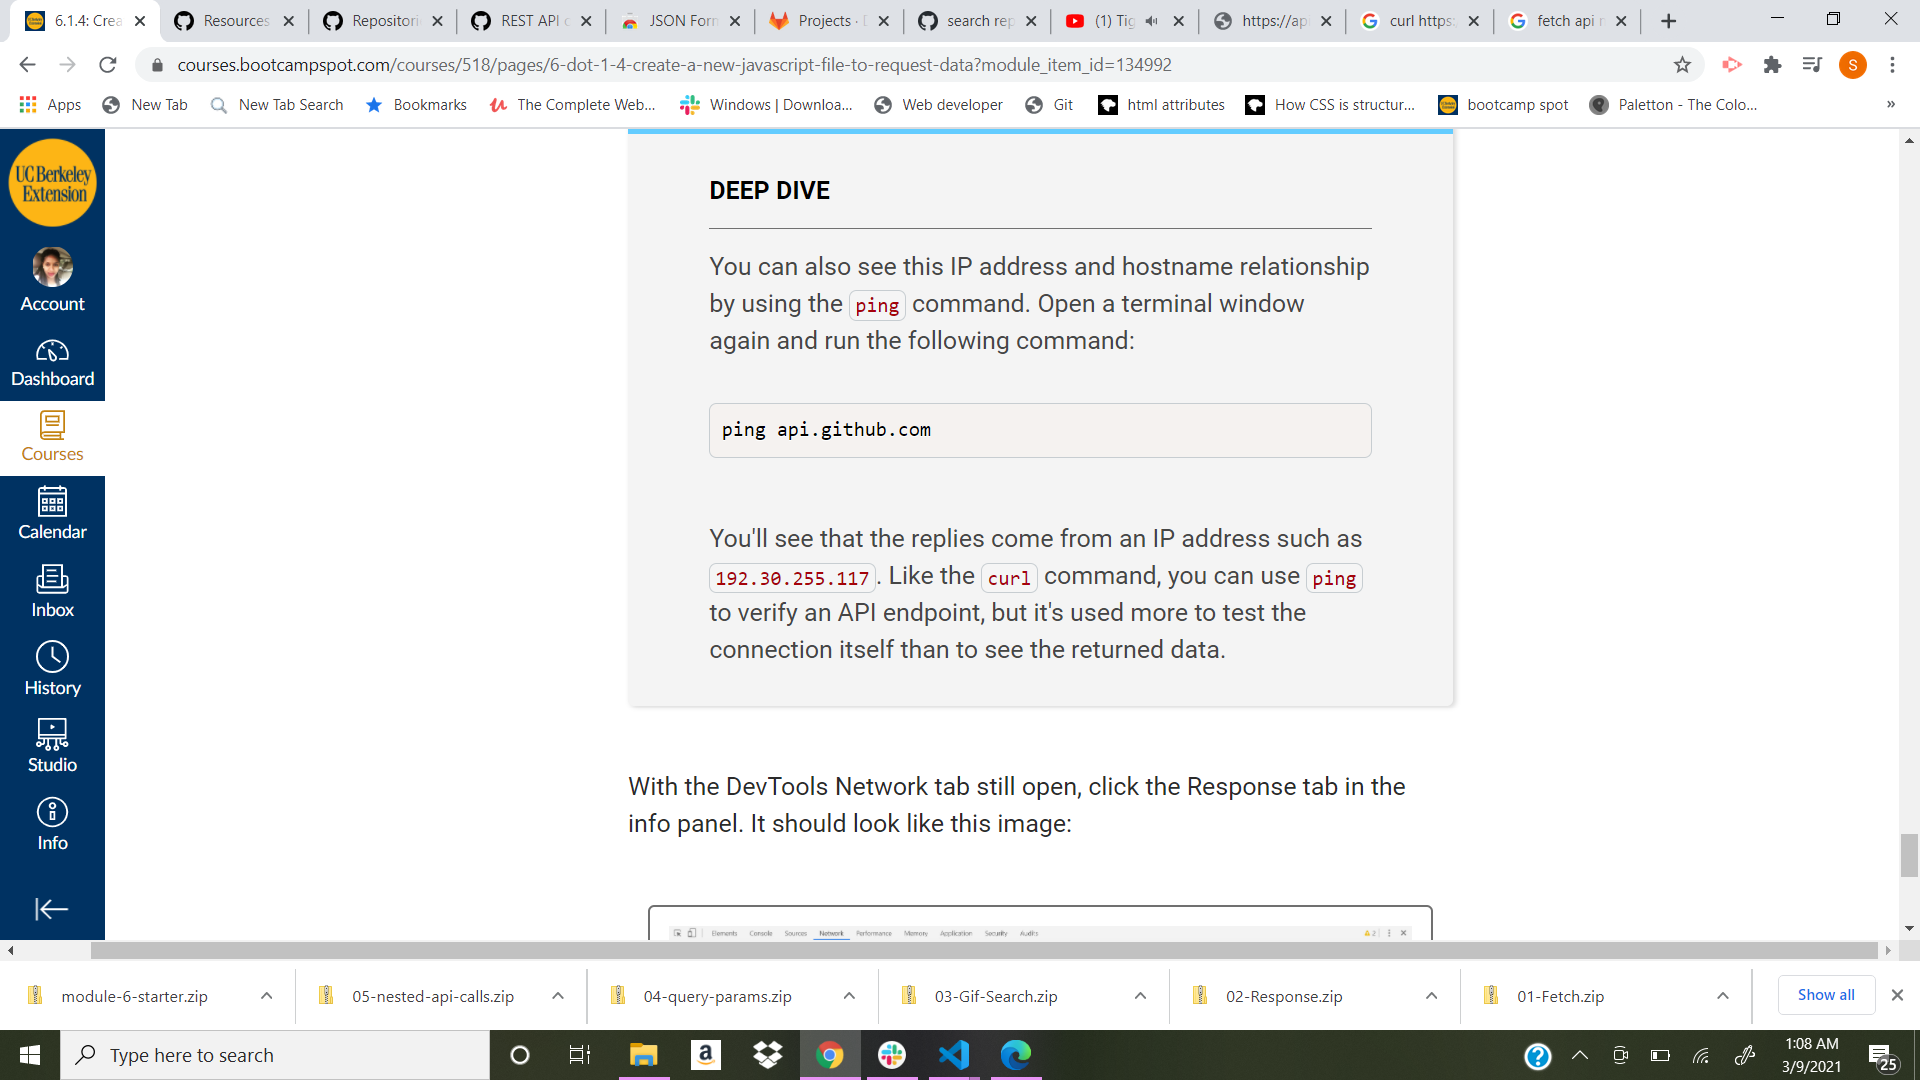 6.1.4: Crea
Resources
Repositori
REST API c
JSON Form
Projects · D
search rep
(1) Tig
https://ap
curl https:
fetch api n
courses.bootcampspot.com/courses/518/pages/6-dot-1-4-create-a-new-javascript-file-to-request-data?module_item_id=134992
S
Apps
New Tab
New Tab Search
Bookmarks
The Complete Web...
Windows | Downloa...
Web developer
Git
html attributes
How CSS is structur...
bootcamp spot
Paletton - The Colo...
»
UC Berkeley
Extension
Account
Dashboard
Courses
Calendar
Inbox
History
Studio
Info
DEEP DIVE
You can also see this IP address and hostname relationship
by using the ping command. Open a terminal window
again and run the following command:
ping api.github.com
You'll see that the replies come from an IP address such as
192.30.255.117. Like the curl command, you can use ping
to verify an API endpoint, but it's used more to test the
connection itself than to see the returned data.
With the DevTools Network tab still open, click the Response tab in the
info panel. It should look like this image:
Elements Console Sources Network Performance Memory Application Security Audits
2
module-6-starter.zip
05-nested-api-calls.zip
04-query-params.zip
03-Gif-Search.zip
02-Response.zip
01-Fetch.zip
Show all
Type here to search
1:08 AM
3/9/2021
25